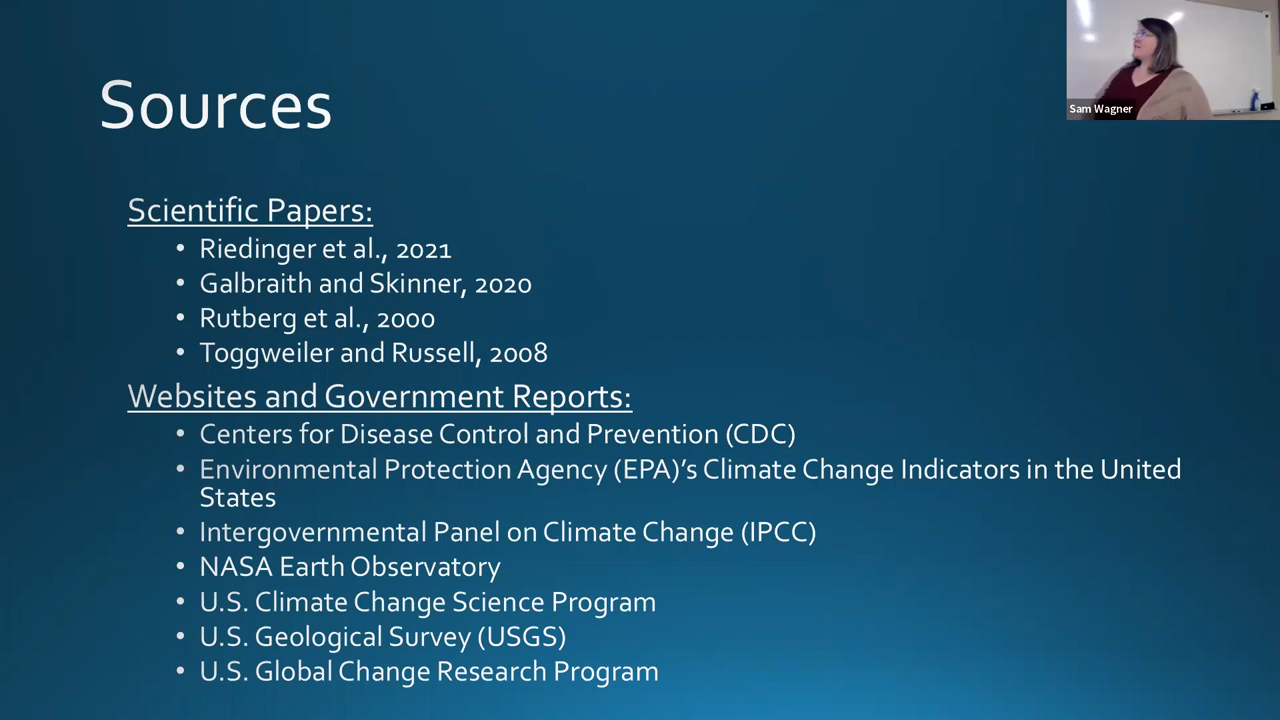 Sources
Sam Wagner
Scientific Papers:
• Riedinger et al., 2021
• Galbraith and Skinner, 2020
• Rutberg et al., 2000
• Toggweiler and Russell, 2008
Websites and Government Reports:
• Centers for Disease Control and Prevention (CDC)
• Environmental Protection Agency (EPA)’s Climate Change Indicators in the United
States
• Intergovernmental Panel on Climate Change (IPCC)
• NASA Earth Observatory
• U.S. Climate Change Science Program
• U.S. Geological Survey (USGS)
• U.S. Global Change Research Program